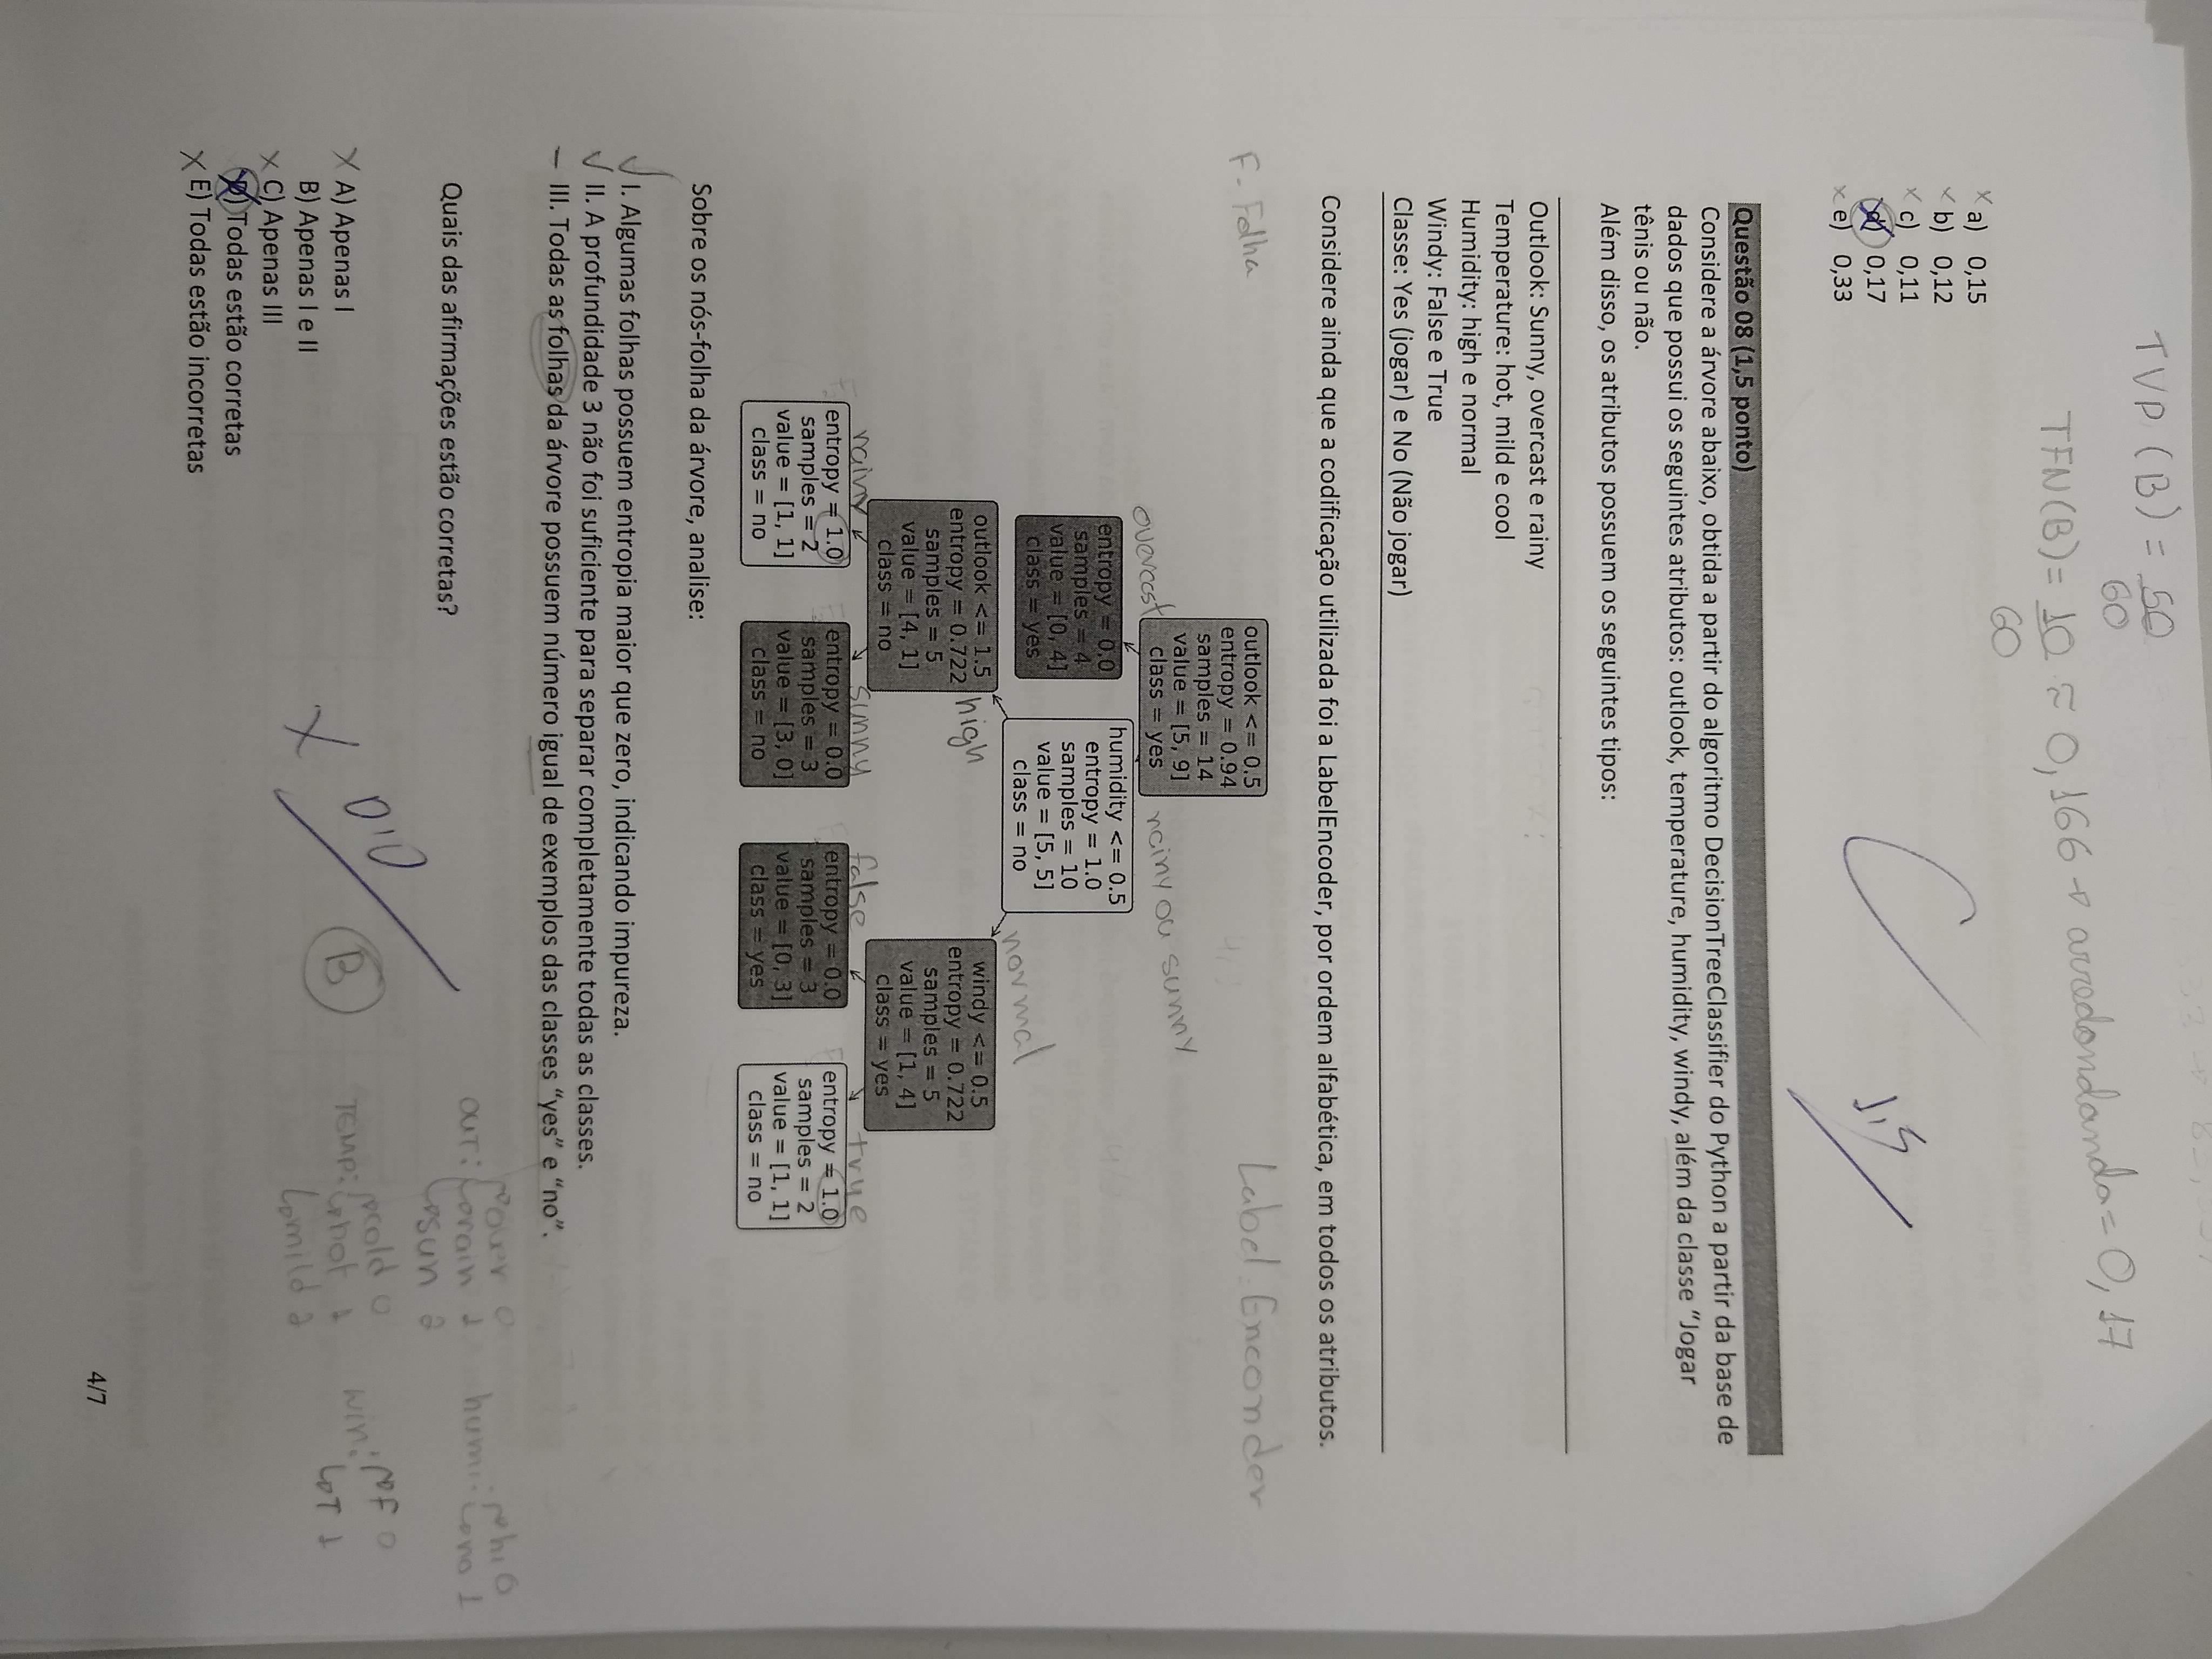 TVP (B) = 50
60
TFN(B) = 10 ≈ 0,166 → arredondanda = 0,17
60
x a) 0,15
x b) 0,12
x c) 0,11
d) 0,17
x e) 0,33
C
1,5
Questão 08 (1,5 ponto)
Considere a árvore abaixo, obtida a partir do algoritmo DecisionTreeClassifier do Python a partir da base de
dados que possui os seguintes atributos: outlook, temperature, humidity, windy, além da classe “Jogar
tênis ou não.
Além disso, os atributos possuem os seguintes tipos:
Outlook: Sunny, overcast e rainy
Temperature: hot, mild e cool
Humidity: high e normal
Windy: False e True
Classe: Yes (jogar) e No (Não jogar)
Considere ainda que a codificação utilizada foi a LabelEncoder, por ordem alfabética, em todos os atributos.
F - Folha
Label Enconder
outlook <= 0.5
entropy = 0.94
samples = 14
value = [5, 9]
class = yes
overcast
rainy ou sunny
entropy = 0.0
samples = 4
value = [0, 4]
class = yes
humidity <= 0.5
entropy = 1.0
samples = 10
value = [5, 5]
class = no
high
normal
outlook <= 1.5
entropy = 0.722
samples = 5
value = [4, 1]
class = no
windy <= 0.5
entropy = 0.722
samples = 5
value = [1, 4]
class = yes
rainy
sunny
false
true
entropy = 1.0
samples = 2
value = [1, 1]
class = no
entropy = 0.0
samples = 3
value = [3, 0]
class = no
entropy = 0.0
samples = 3
value = [0, 3]
class = yes
entropy = 1.0
samples = 2
value = [1, 1]
class = no
Sobre os nós-folha da árvore, analise:
I. Algumas folhas possuem entropia maior que zero, indicando impureza.
II. A profundidade 3 não foi suficiente para separar completamente todas as classes.
III. Todas as folhas da árvore possuem número igual de exemplos das classes “yes” e “no”.
OUT: over 0
rain 1
sun 2
humi: hi 0
no 1
TEMP: cold 0
hot 1
mild 2
win: F 0
T 1
Quais das afirmações estão corretas?
X 0,0
B
X A) Apenas I
B) Apenas I e II
X C) Apenas III
D) Todas estão corretas
X E) Todas estão incorretas
4/7